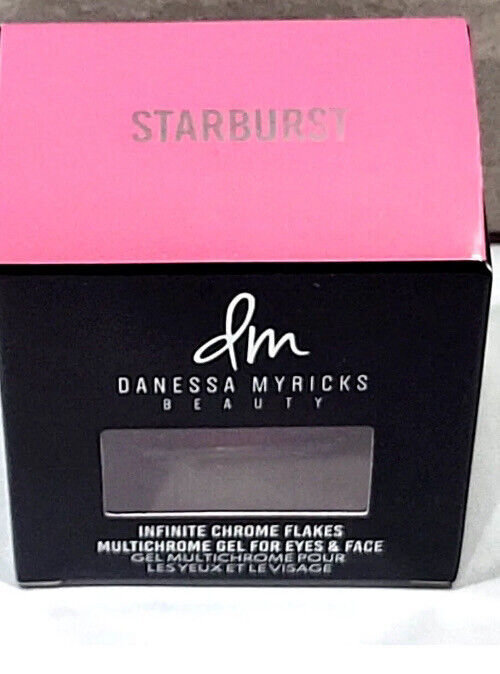 STARBURST
dm
DANESSA MYRICKS
BEAUTY
INFINITE CHROME FLAKES
MULTICHROME GEL FOR EYES & FACE
GEL MULTICHROME POUR
LES YEUX ET LE VISAGE